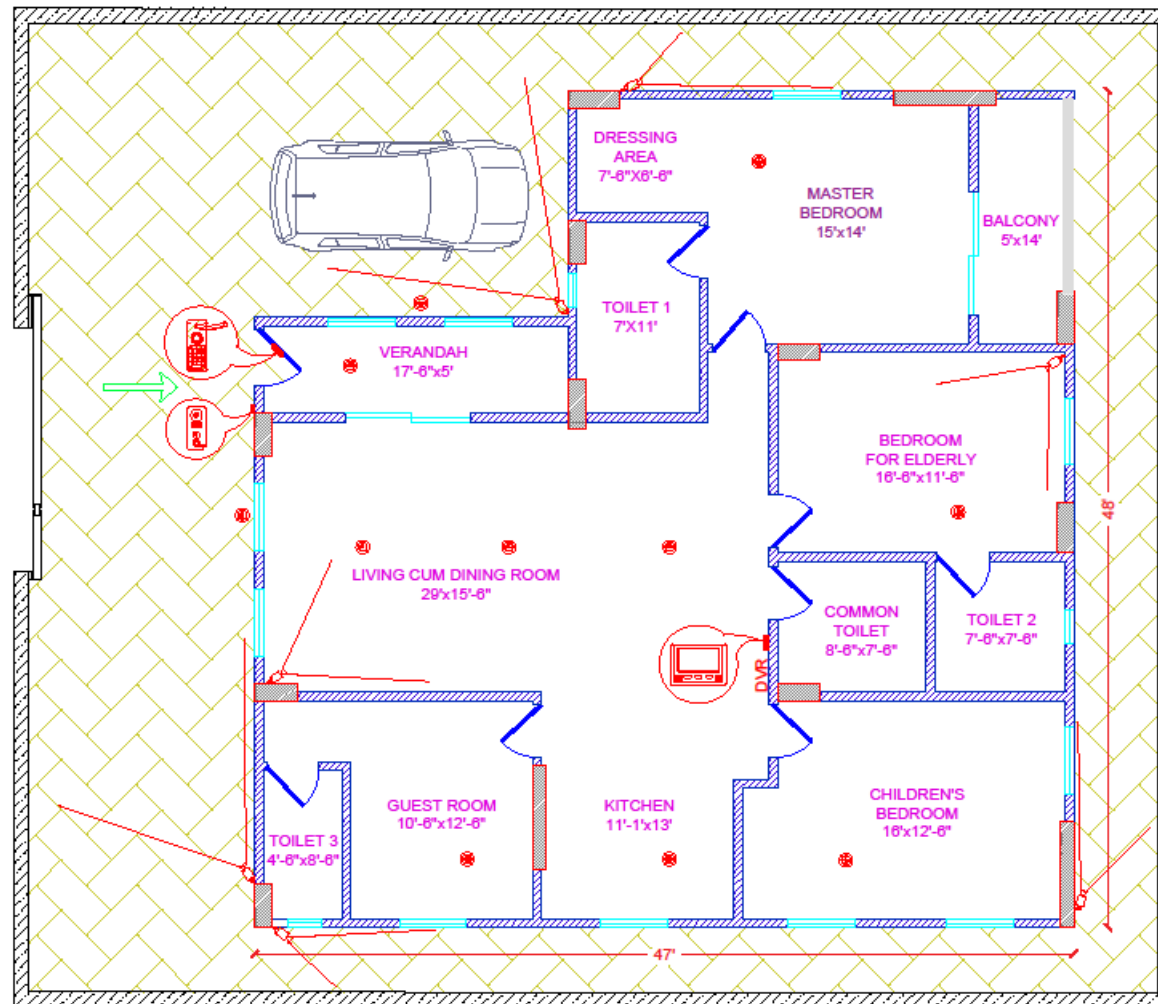 DRESSING
AREA
7'-6"X6'-6"
MASTER
BEDROOM
15'x14'
BALCONY
5'x14'
TOILET 1
7'X11'
VERANDAH
17'-6"x5'
BEDROOM
FOR ELDERLY
16'-6"x11'-6"
48'
LIVING CUM DINING ROOM
29'x15'-6"
COMMON
TOILET
8'-6"x7'-6"
TOILET 2
7'-6"x7'-6"
DVR
GUEST ROOM
10'-6"x12'-6"
KITCHEN
11'-1'x13'
CHILDREN'S
BEDROOM
16'x12'-6"
TOILET 3
4'-6"x8'-6"
47'